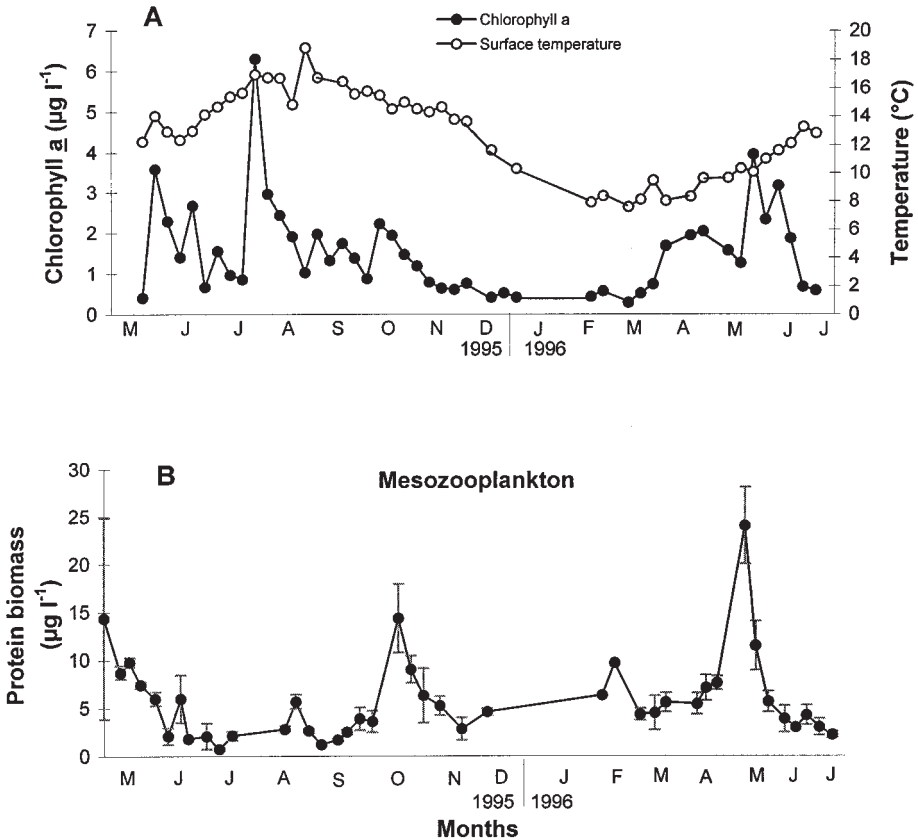 A
Chlorophyll a
Surface temperature
7
6
5
4
3
2
1
0
Chlorophyll a (µg l-1)
20
18
16
14
12
10
8
6
4
2
0
Temperature (°C)
M J J A S O N D J F M A M J J
1995 1996
B
Mesozooplankton
30
25
20
15
10
5
0
Protein biomass
(µg l-1)
M J J A S O N D J F M A M J J
1995 1996
Months